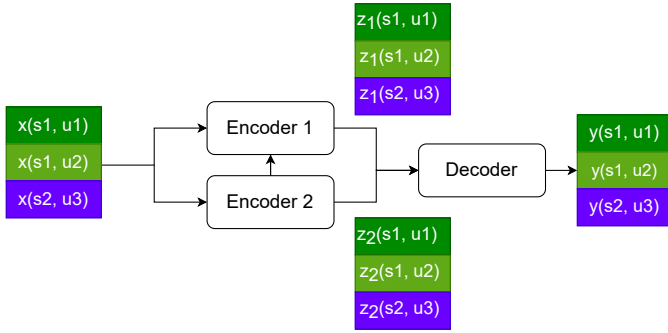 z₁(s1, u1)
z₁(s1, u2)
z₁(s2, u3)
x(s1, u1)
x(s1, u2)
x(s2, u3)
Encoder 1
Encoder 2
Decoder
y(s1, u1)
y(s1, u2)
y(s2, u3)
z₂(s1, u1)
z₂(s1, u2)
z₂(s2, u3)